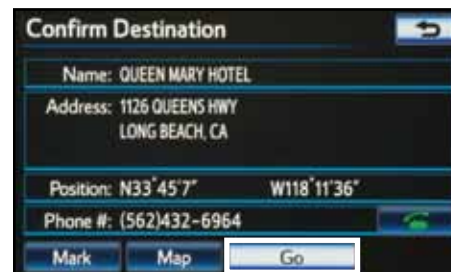 Confirm Destination
Name: QUEEN MARY HOTEL
Address: 1126 QUEENS HWY
LONG BEACH, CA
Position: N33°45'7" W118°11'36"
Phone #: (562)432-6964
Mark Map Go